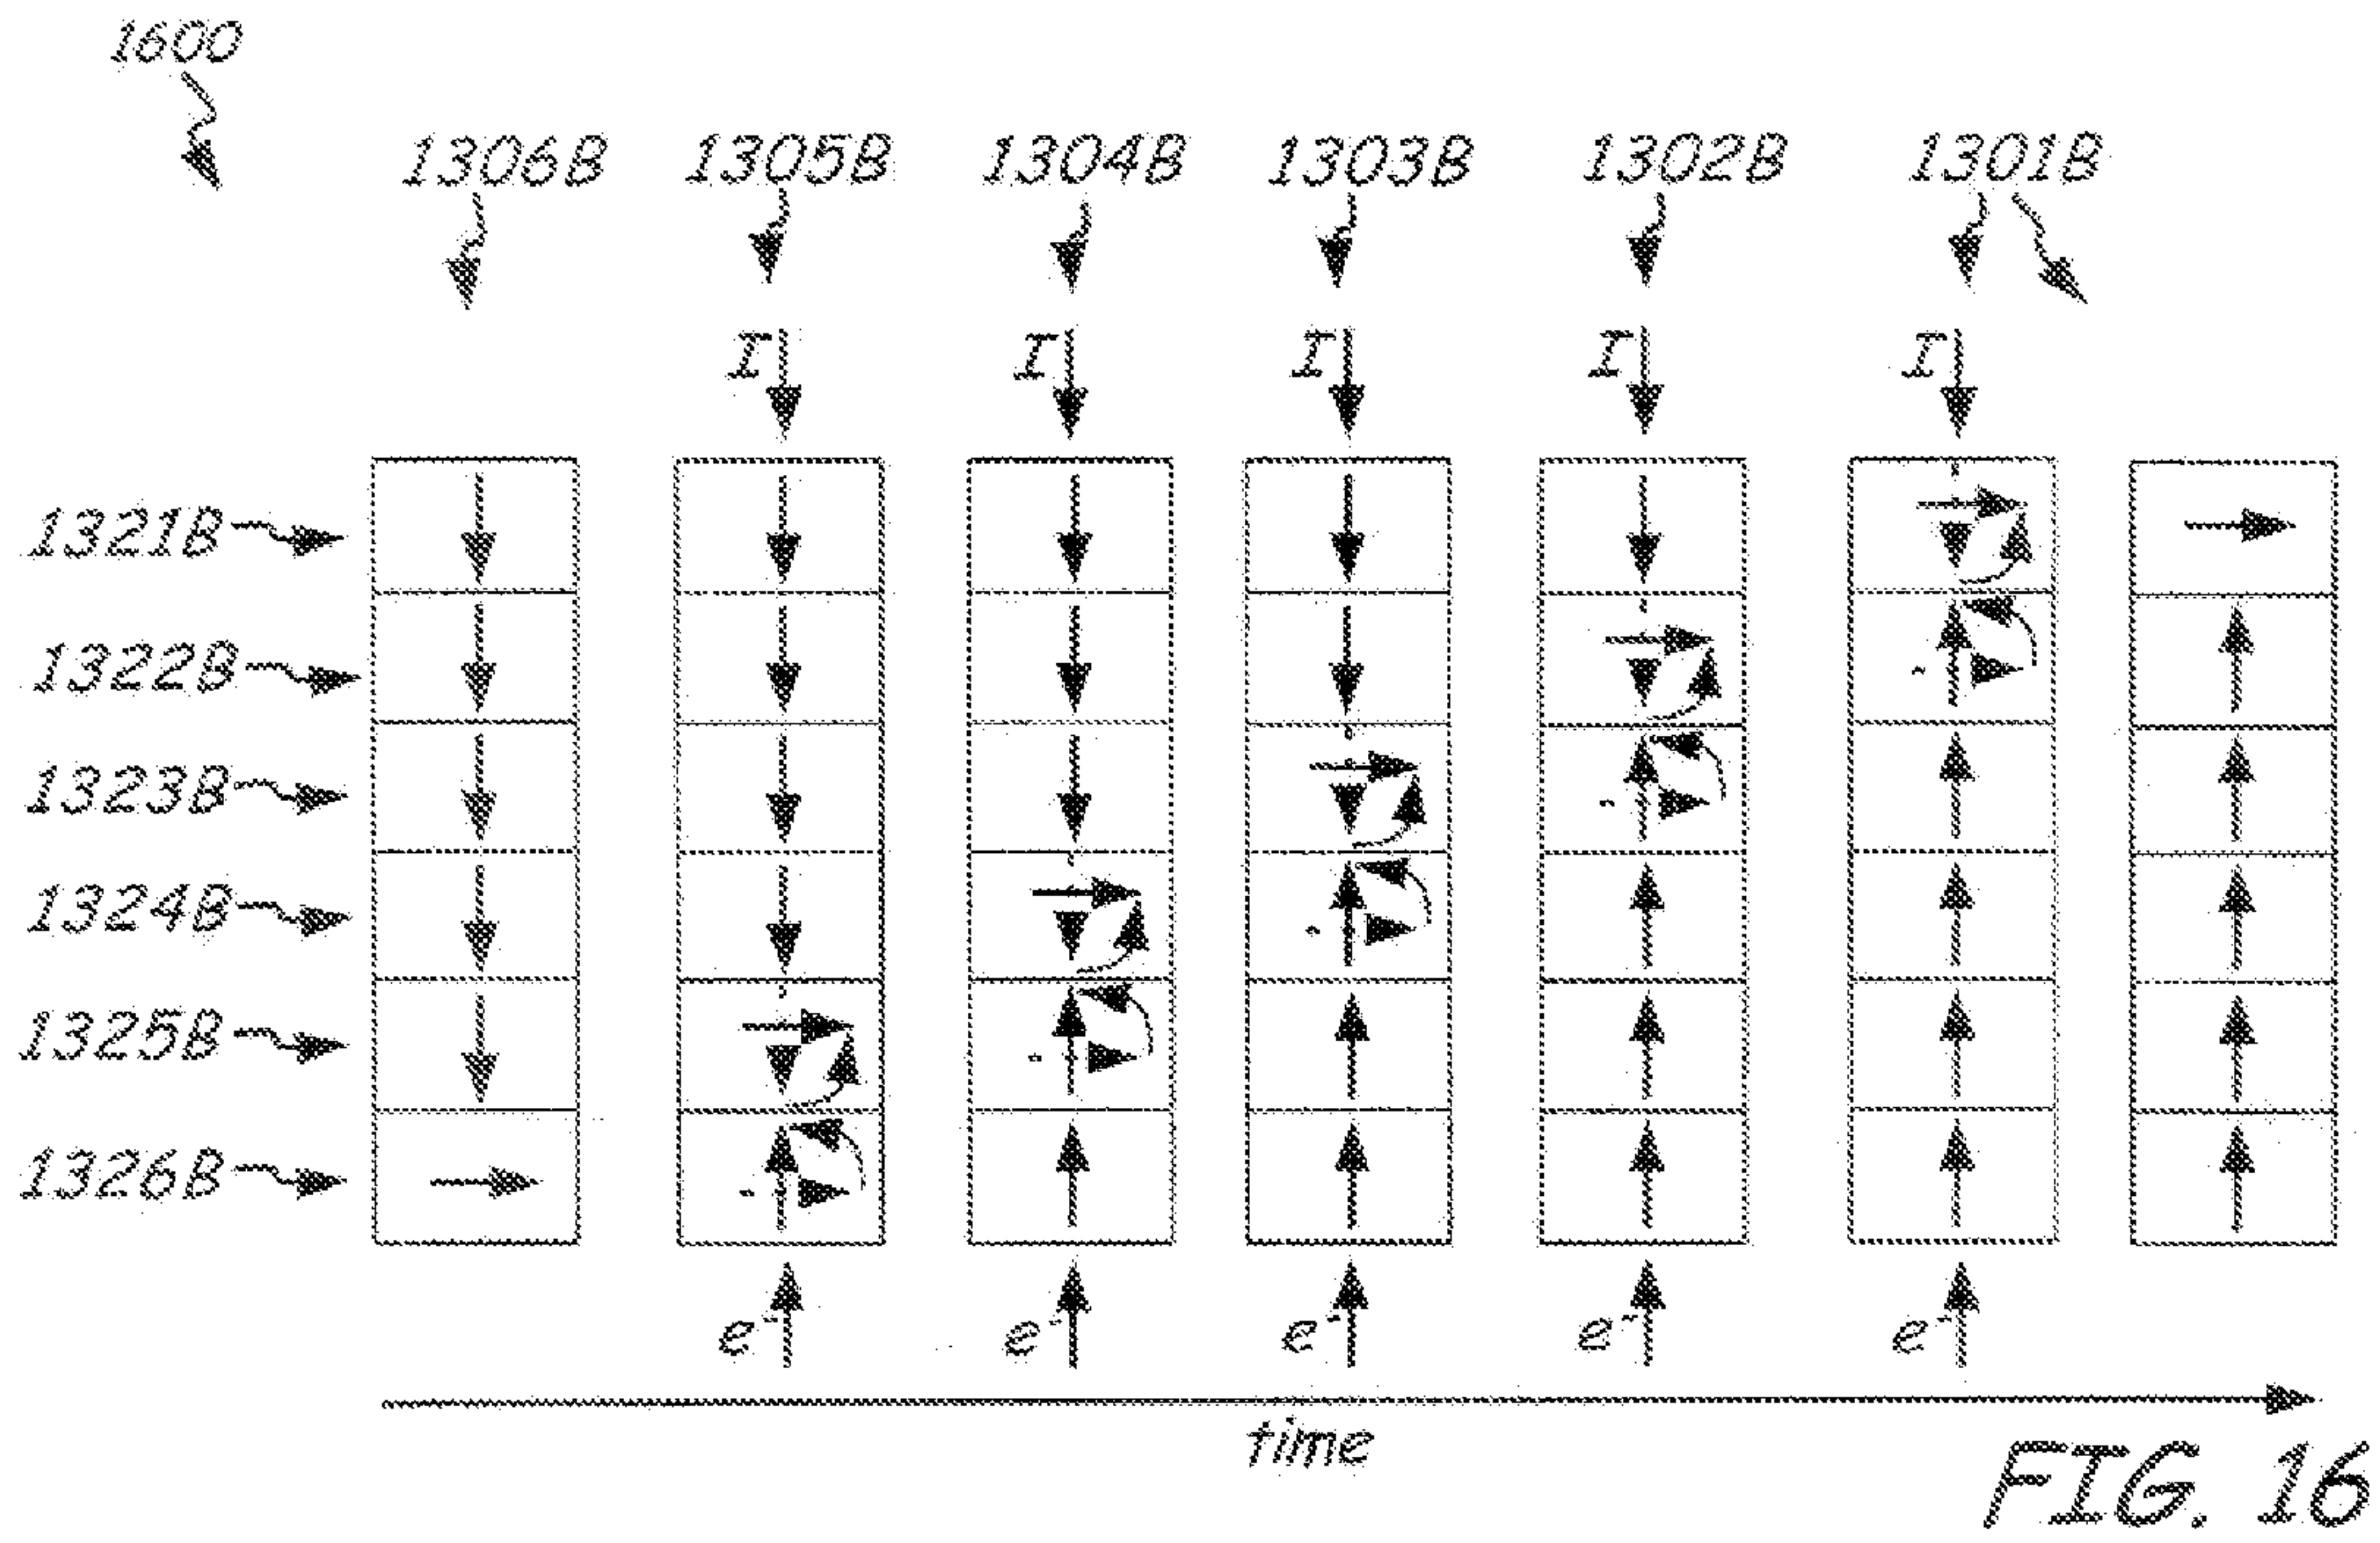 1600
1306B 1305B 1304B 1303B 1302B 1301B
I I I I I
1321B
1322B
1323B
1324B
1325B
1326B
e⁻ e⁻ e⁻ e⁻ e⁻
time
FIG. 16